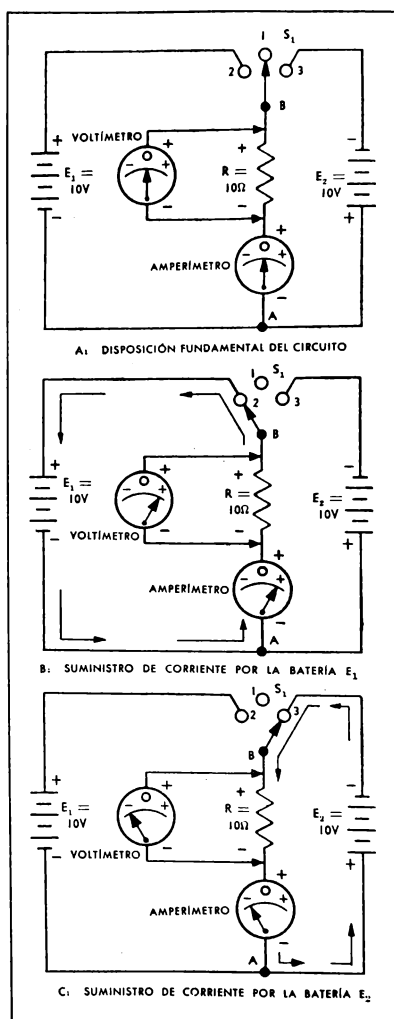 1 S1
2 3
B
+ VOLTÍMETRO + + -
O
- + E1 = 10V R = 10Ω E2 = 10V
- - - +
+
AMPERÍMETRO O
- +
-
A
A: DISPOSICIÓN FUNDAMENTAL DEL CIRCUITO
1 S1
2 3
B
+ + + -
O
- + E1 = 10V R = 10Ω E2 = 10V
VOLTÍMETRO
- - - +
+
AMPERÍMETRO O
- +
-
A
B: SUMINISTRO DE CORRIENTE POR LA BATERÍA E1
1 S1
2 3
B
+ + + -
O
- + E1 = 10V R = 10Ω E2 = 10V
VOLTÍMETRO
- - - +
+
AMPERÍMETRO O
- +
-
A
C: SUMINISTRO DE CORRIENTE POR LA BATERÍA E2